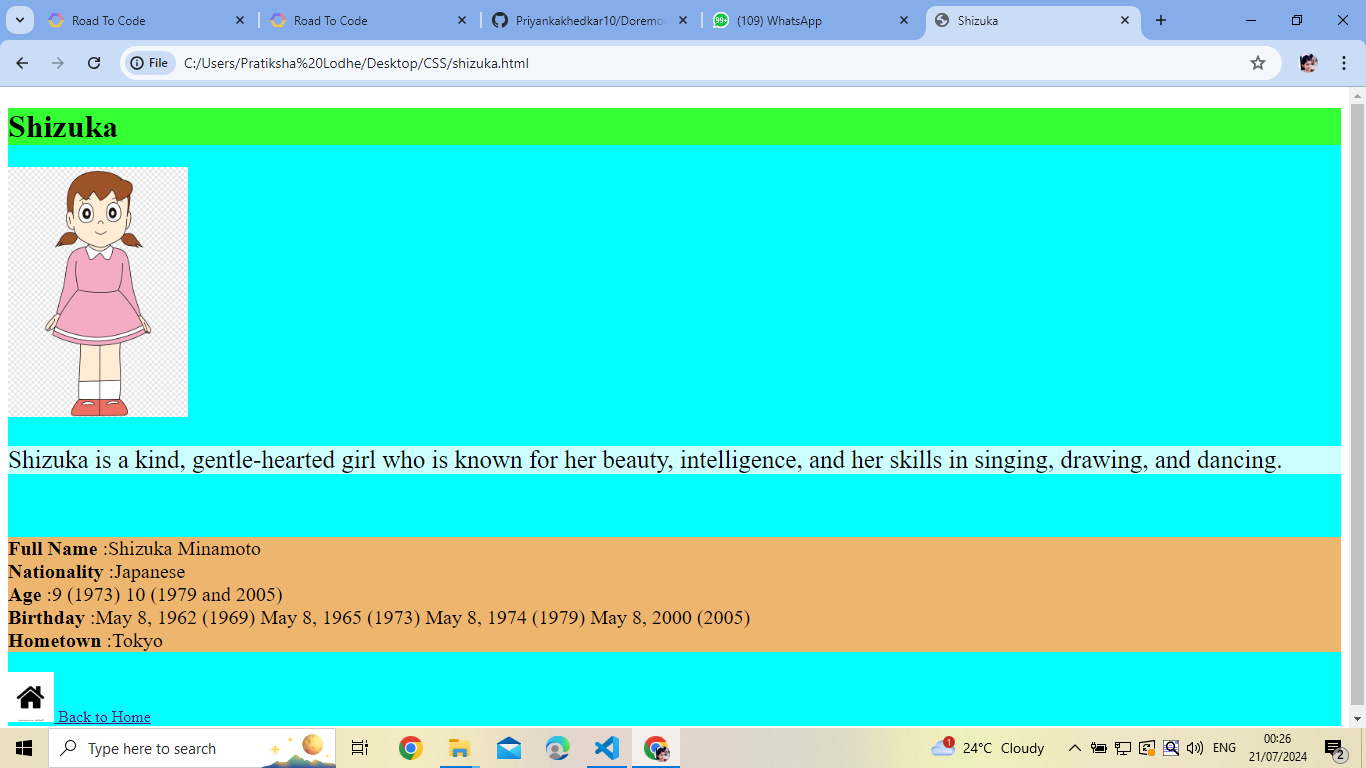 Road To Code
Road To Code
Priyankakhedkar10/Doremo
(109) WhatsApp
Shizuka
File
C:/Users/Pratiksha%20Lodhe/Desktop/CSS/shizuka.html
Shizuka
Shizuka is a kind, gentle-hearted girl who is known for her beauty, intelligence, and her skills in singing, drawing, and dancing.
Full Name :Shizuka Minamoto
Nationality :Japanese
Age :9 (1973) 10 (1979 and 2005)
Birthday :May 8, 1962 (1969) May 8, 1965 (1973) May 8, 1974 (1979) May 8, 2000 (2005)
Hometown :Tokyo
Back to Home
Type here to search
1
24°C Cloudy
ENG
00:26
21/07/2024
2
99+